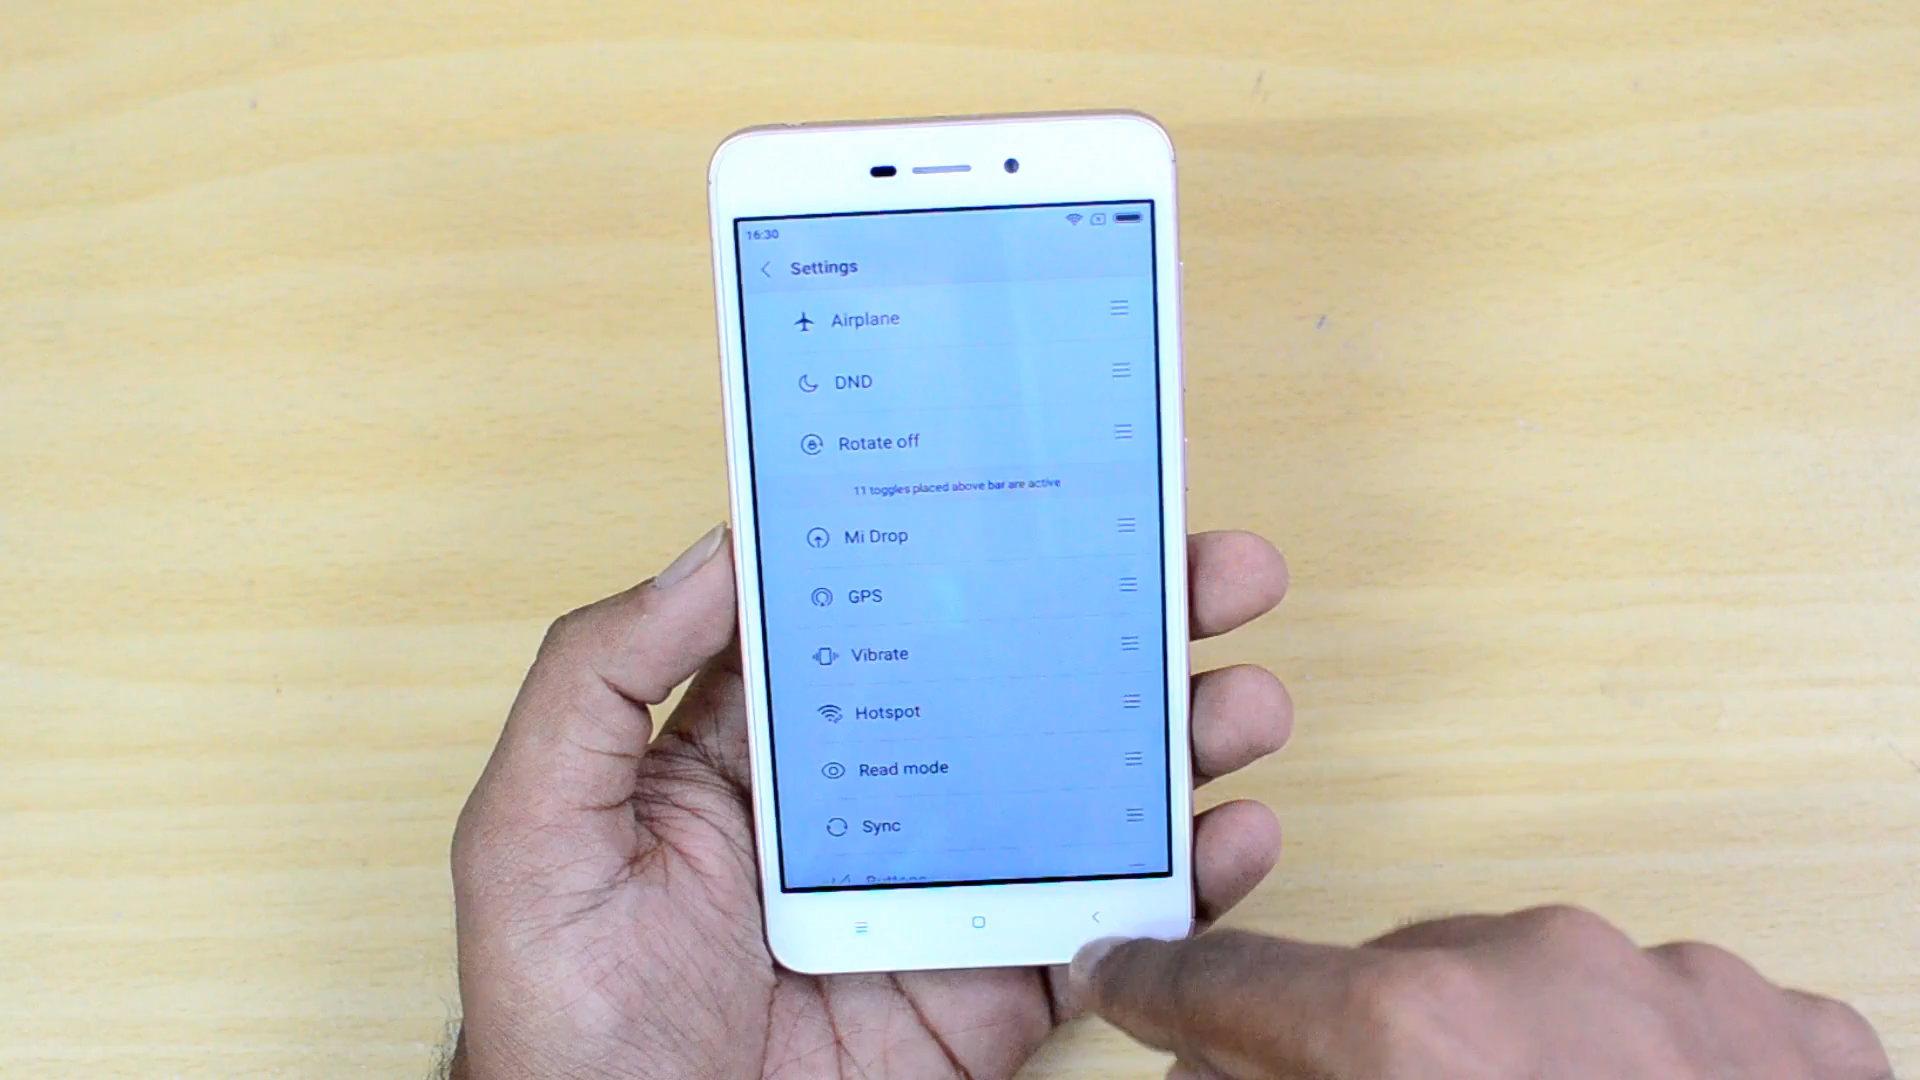 16:30
Settings
Airplane
DND
Rotate off
11 toggles placed above bar are active
Mi Drop
GPS
Vibrate
Hotspot
Read mode
Sync
Buttons